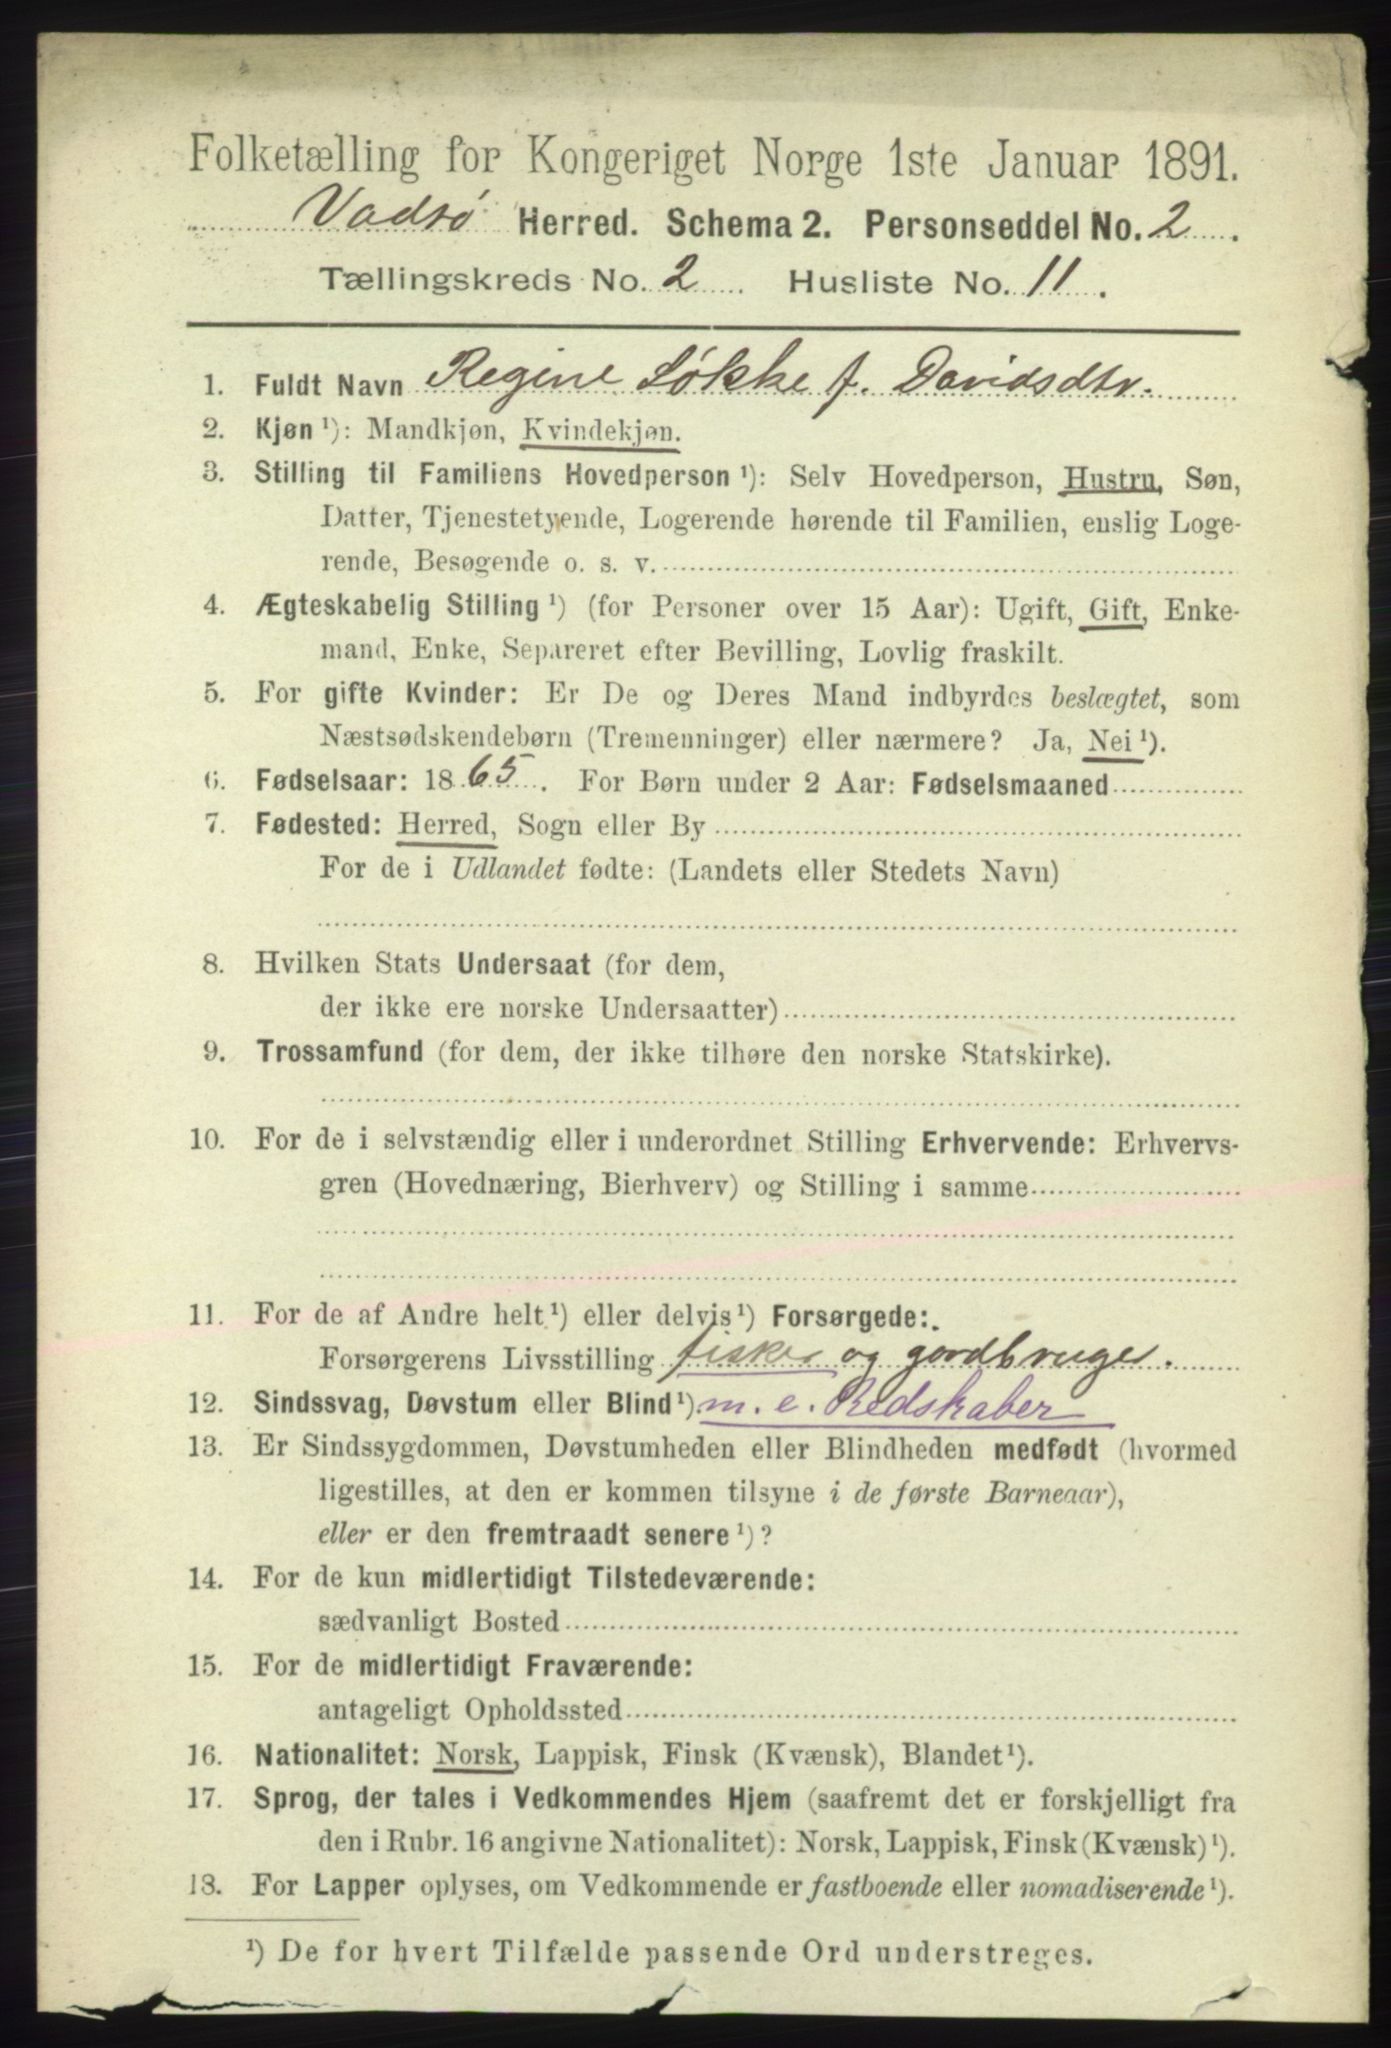 Folketælling for Kongeriget Norge 1ste Januar 1891.
Vadsø Herred. Schema 2. Personseddel No. 2.
Tællingskreds No. 2. Husliste No. 11.
1. Fuldt Navn Regine Løkke f. Davidsdtr.
2. Kjøn ¹): Mandkjøn, Kvindekjøn.
3. Stilling til Familiens Hovedperson ¹): Selv Hovedperson, Hustru, Søn,
Datter, Tjenestetyende, Logerende hørende til Familien, enslig Loge-
rende, Besøgende o. s. v.
4. Ægteskabelig Stilling ¹) (for Personer over 15 Aar): Ugift, Gift, Enke-
mand, Enke, Separeret efter Bevilling, Lovlig fraskilt.
5. For gifte Kvinder: Er De og Deres Mand indbyrdes beslægtet, som
Næstsødskendebørn (Tremenninger) eller nærmere? Ja, Nei ¹).
6. Fødselsaar: 1865. For Børn under 2 Aar: Fødselsmaaned
7. Fødested: Herred, Sogn eller By
For de i Udlandet fødte: (Landets eller Stedets Navn)
8. Hvilken Stats Undersaat (for dem,
der ikke ere norske Undersaatter)
9. Trossamfund (for dem, der ikke tilhøre den norske Statskirke).
10. For de i selvstændig eller i underordnet Stilling Erhvervende: Erhvervs-
gren (Hovednæring, Bierhverv) og Stilling i samme
11. For de af Andre helt ¹) eller delvis ¹) Forsørgede:
Forsørgerens Livsstilling fisker og gardbruger.
12. Sindssvag, Døvstum eller Blind ¹) m. e. Redskaber
13. Er Sindssygdommen, Døvstumheden eller Blindheden medfødt (hvormed
ligestilles, at den er kommen tilsyne i de første Barneaar),
eller er den fremtraadt senere ¹)?
14. For de kun midlertidigt Tilstedeværende:
sædvanligt Bosted
15. For de midlertidigt Fraværende:
antageligt Opholdssted
16. Nationalitet: Norsk, Lappisk, Finsk (Kvænsk), Blandet ¹).
17. Sprog, der tales i Vedkommendes Hjem (saafremt det er forskjelligt fra
den i Rubr. 16 angivne Nationalitet): Norsk, Lappisk, Finsk (Kvænsk) ¹).
18. For Lapper oplyses, om Vedkommende er fastboende eller nomadiserende ¹).
¹) De for hvert Tilfælde passende Ord understreges.